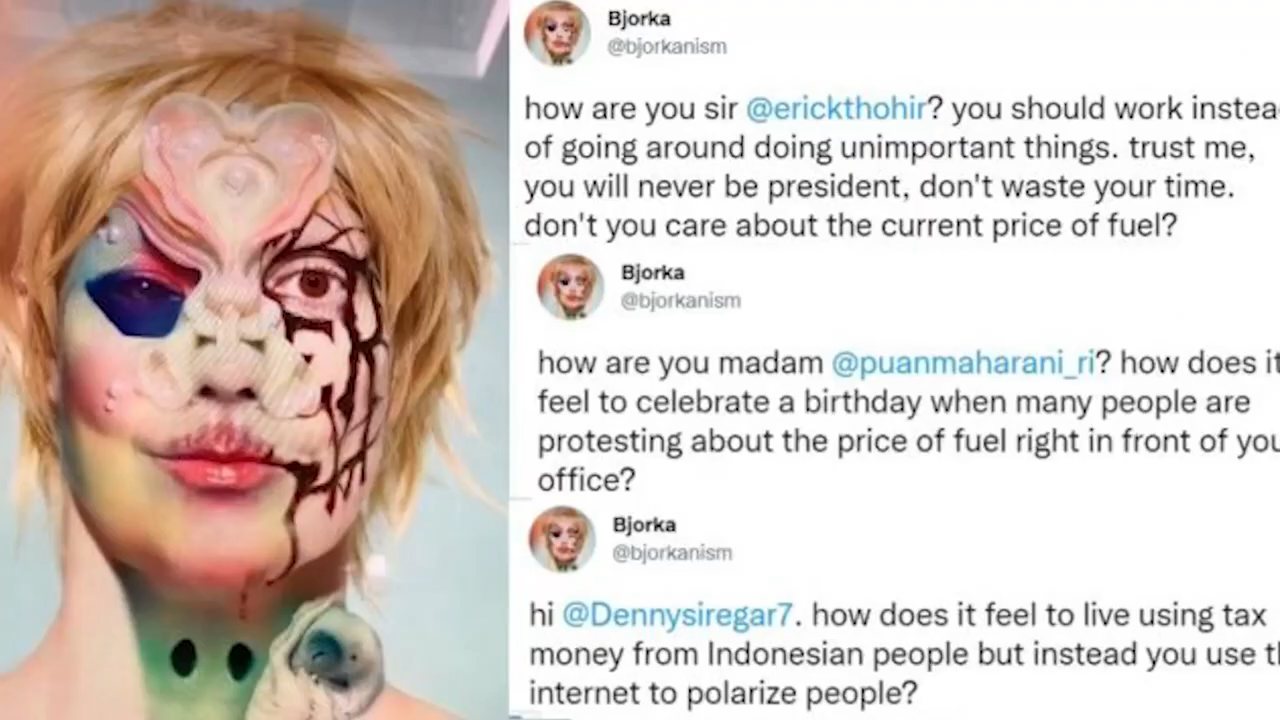 Bjorka
@bjorkanism
how are you sir @erickthohir? you should work instea
of going around doing unimportant things. trust me,
you will never be president, don't waste your time.
don't you care about the current price of fuel?
Bjorka
@bjorkanism
how are you madam @puanmaharani_ri? how does it
feel to celebrate a birthday when many people are
protesting about the price of fuel right in front of you
office?
Bjorka
@bjorkanism
hi @Dennysiregar7. how does it feel to live using tax
money from Indonesian people but instead you use th
internet to polarize people?